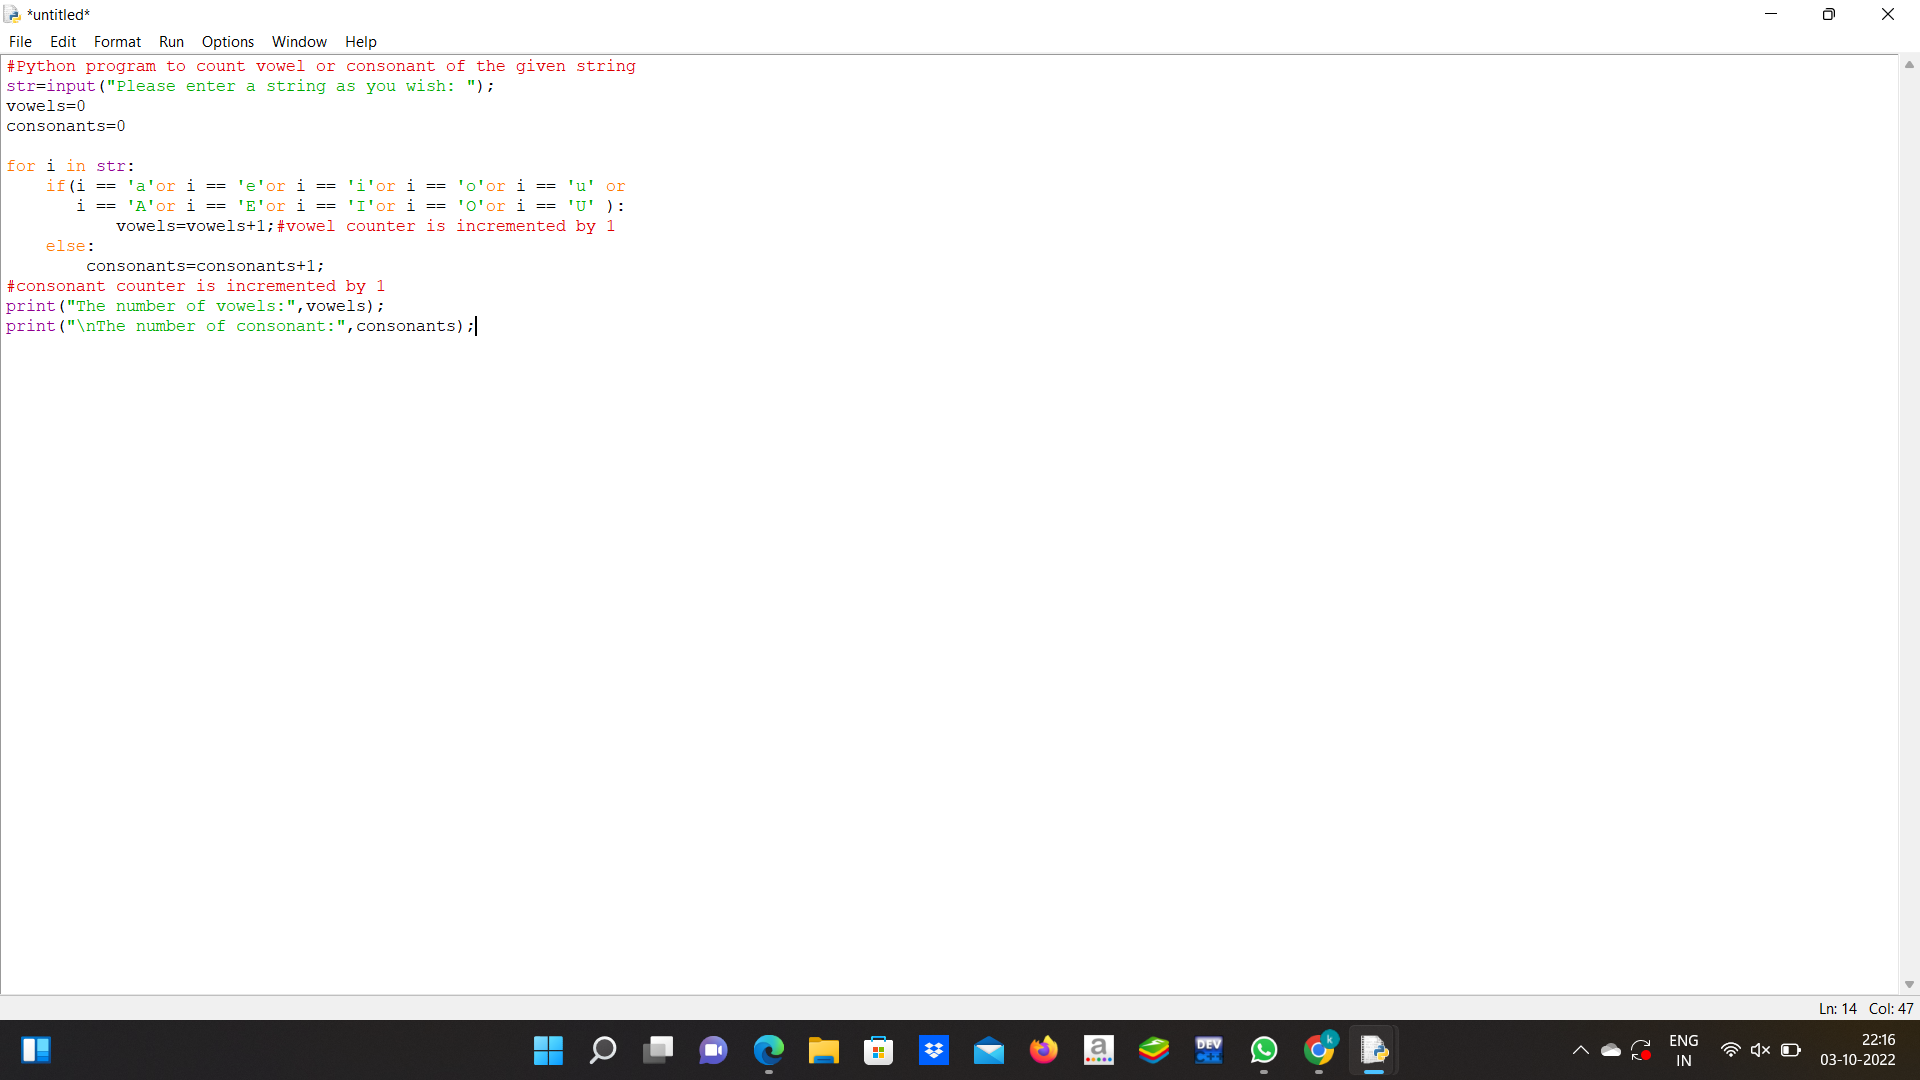 *untitled*
File Edit Format Run Options Window Help
#Python program to count vowel or consonant of the given string
str=input("Please enter a string as you wish: ");
vowels=0
consonants=0
for i in str:
    if(i == 'a'or i == 'e'or i == 'i'or i == 'o'or i == 'u' or
       i == 'A'or i == 'E'or i == 'I'or i == 'O'or i == 'U' ):
           vowels=vowels+1;#vowel counter is incremented by 1
    else:
        consonants=consonants+1;
#consonant counter is incremented by 1
print("The number of vowels:",vowels);
print("\nThe number of consonant:",consonants);
Ln: 14 Col: 47
a
DEV
k
ENG
IN
22:16
03-10-2022